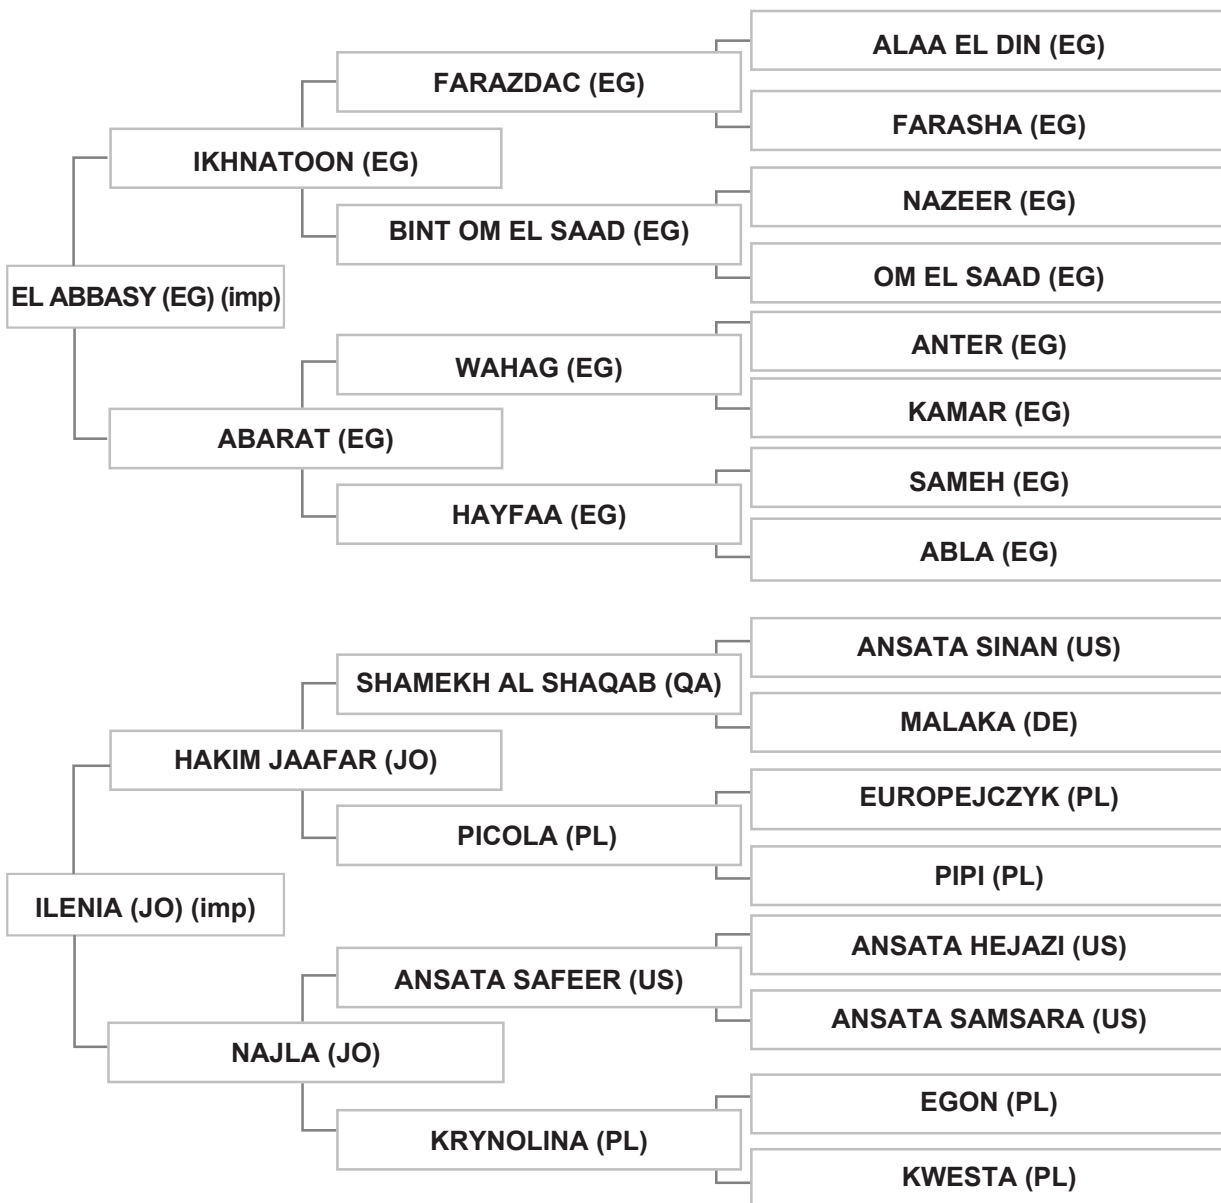 ALAA EL DIN (EG)
FARAZDAC (EG)
FARASHA (EG)
IKHNATOON (EG)
NAZEER (EG)
BINT OM EL SAAD (EG)
OM EL SAAD (EG)
EL ABBASY (EG) (imp)
ANTER (EG)
WAHAG (EG)
KAMAR (EG)
ABARAT (EG)
SAMEH (EG)
HAYFAA (EG)
ABLA (EG)
ANSATA SINAN (US)
SHAMEKH AL SHAQAB (QA)
MALAKA (DE)
HAKIM JAAFAR (JO)
EUROPEJCZYK (PL)
PICOLA (PL)
PIPI (PL)
ILENIA (JO) (imp)
ANSATA HEJAZI (US)
ANSATA SAFEER (US)
ANSATA SAMSARA (US)
NAJLA (JO)
EGON (PL)
KRYNOLINA (PL)
KWESTA (PL)